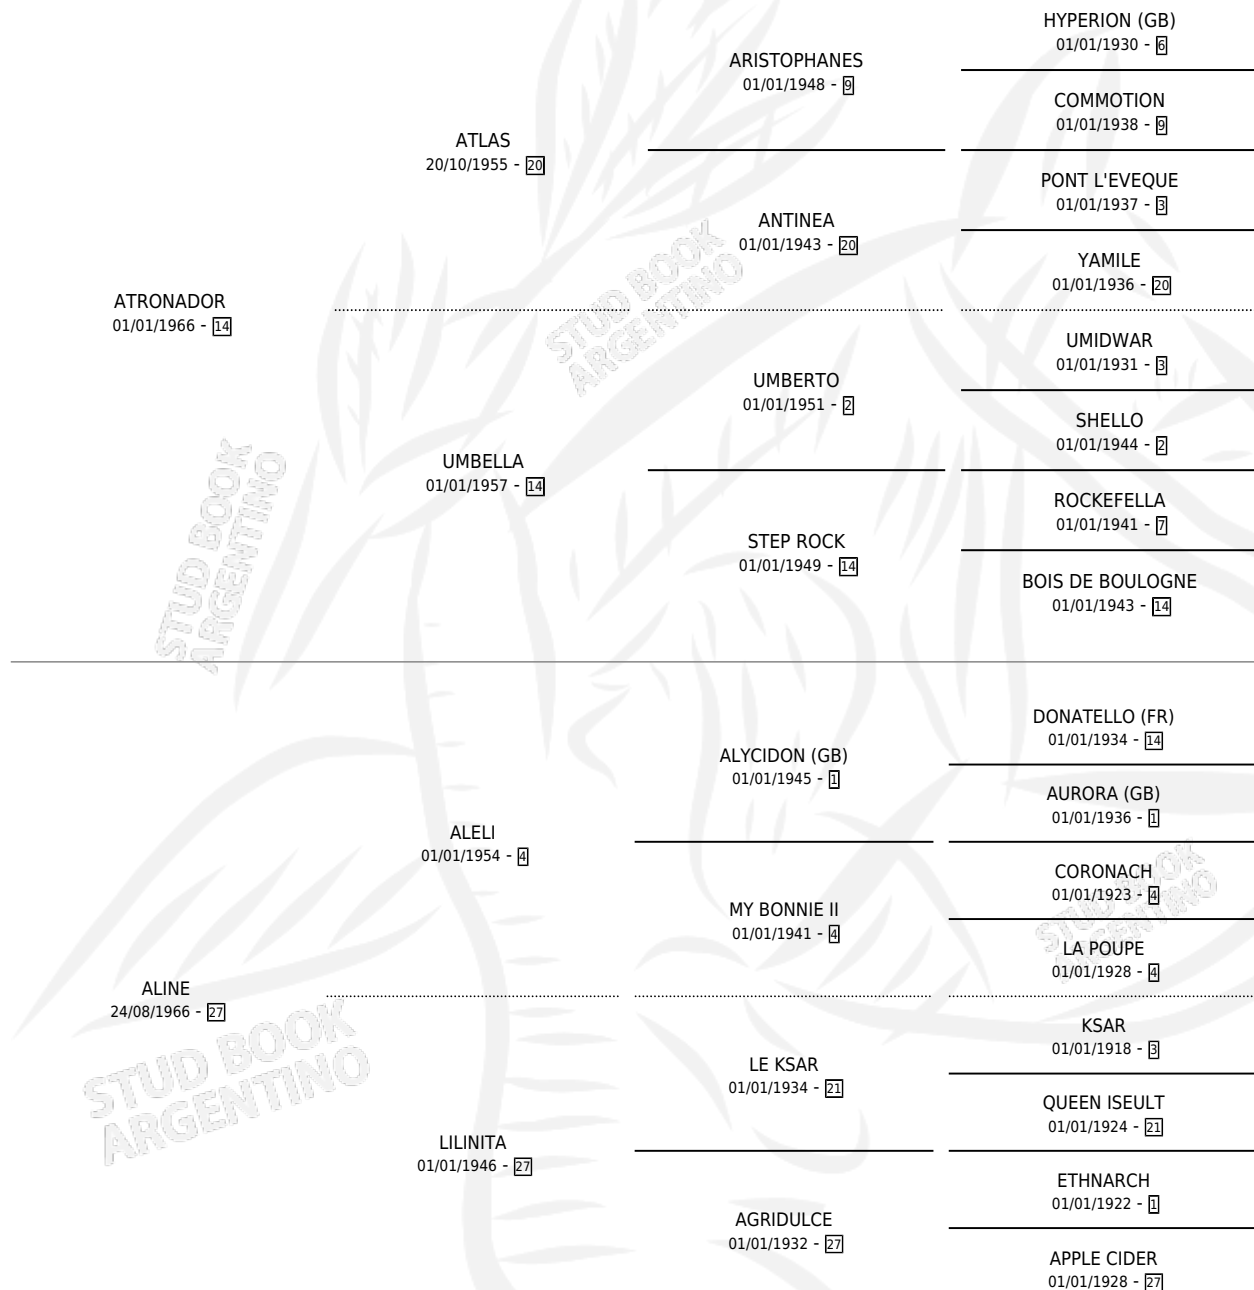 HYPERION (GB)
01/01/1930 - 6
ARISTOPHANES
01/01/1948 - 9
COMMOTION
01/01/1938 - 9
ATLAS
20/10/1955 - 20
PONT L'EVEQUE
01/01/1937 - 3
ANTINEA
01/01/1943 - 20
YAMILE
01/01/1936 - 20
ATRONADOR
01/01/1966 - 14
UMIDWAR
01/01/1931 - 3
UMBERTO
01/01/1951 - 2
SHELLO
01/01/1944 - 2
UMBELLA
01/01/1957 - 14
ROCKEFELLA
01/01/1941 - 7
STEP ROCK
01/01/1949 - 14
BOIS DE BOULOGNE
01/01/1943 - 14
DONATELLO (FR)
01/01/1934 - 14
ALYCIDON (GB)
01/01/1945 - 1
AURORA (GB)
01/01/1936 - 1
ALELI
01/01/1954 - 4
CORONACH
01/01/1923 - 4
MY BONNIE II
01/01/1941 - 4
LA POUPE
01/01/1928 - 4
ALINE
24/08/1966 - 27
KSAR
01/01/1918 - 3
LE KSAR
01/01/1934 - 21
QUEEN ISEULT
01/01/1924 - 21
LILINITA
01/01/1946 - 27
ETHNARCH
01/01/1922 - 1
AGRIDULCE
01/01/1932 - 27
APPLE CIDER
01/01/1928 - 27
STUD BOOK
ARGENTINO
STUD BOOK
ARGENTINO
STUD BOOK
ARGENTINO
STUD BOOK
ARGENTINO